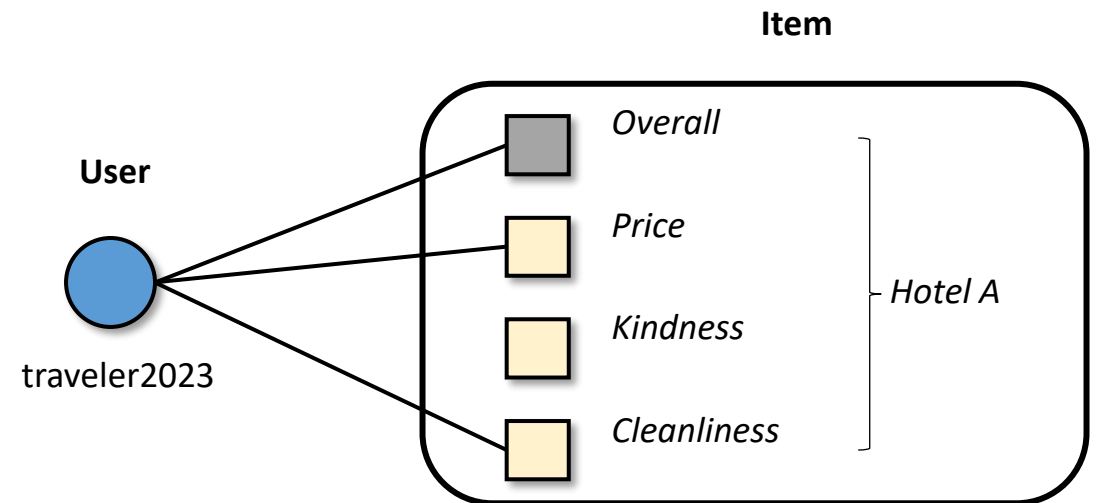 Item
User
Overall
Price
Kindness
Cleanliness
Hotel A
traveler2023